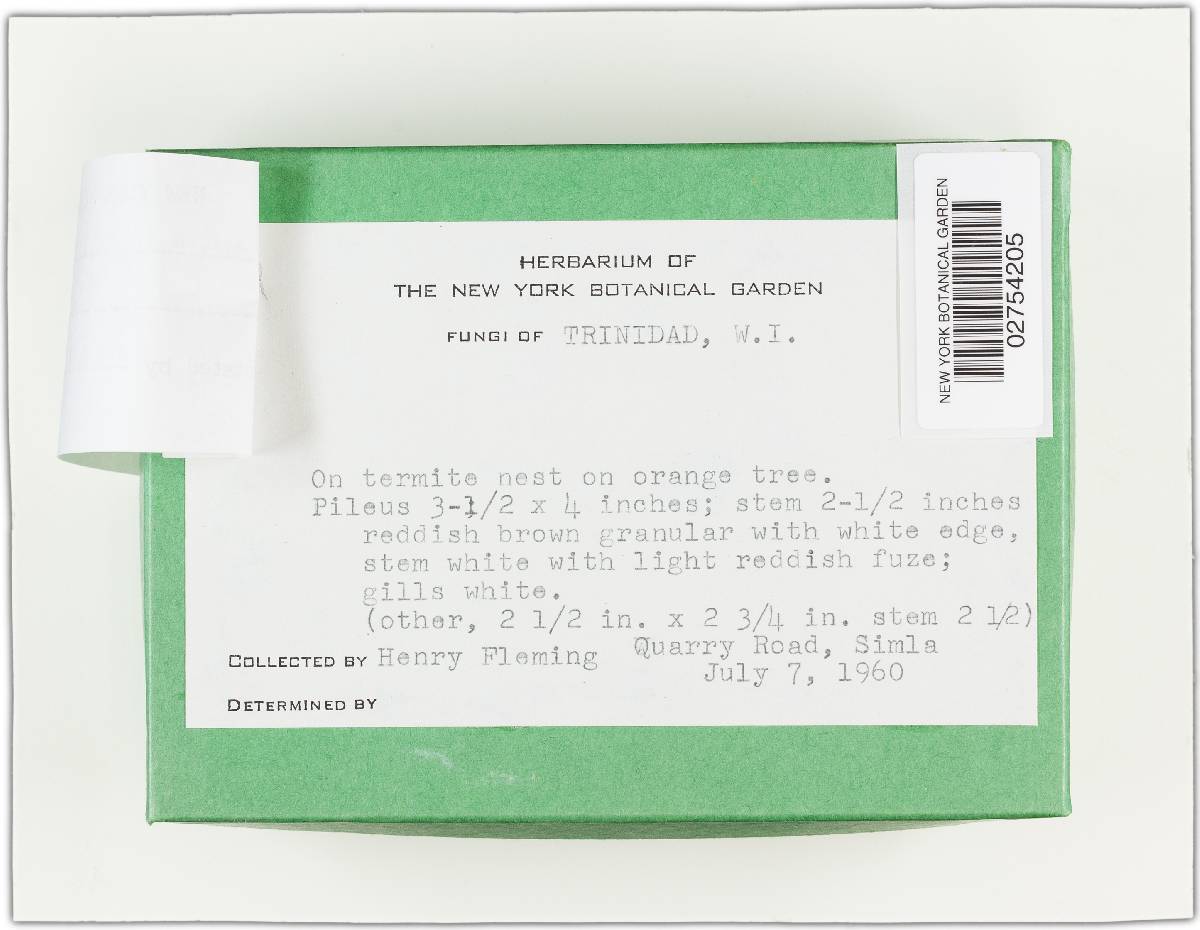 HERBARIUM OF
THE NEW YORK BOTANICAL GARDEN
FUNGI OF TRINIDAD, W.I.
On termite nest on orange tree.
Pileus 3-1/2 x 4 inches; stem 2-1/2 inches
reddish brown granular with white edge,
stem white with light reddish fuze;
gills white.
(other, 2 1/2 in. x 2 3/4 in. stem 2 1/2)
Quarry Road, Simla
COLLECTED BY Henry Fleming
July 7, 1960
DETERMINED BY
NEW YORK BOTANICAL GARDEN
02754205